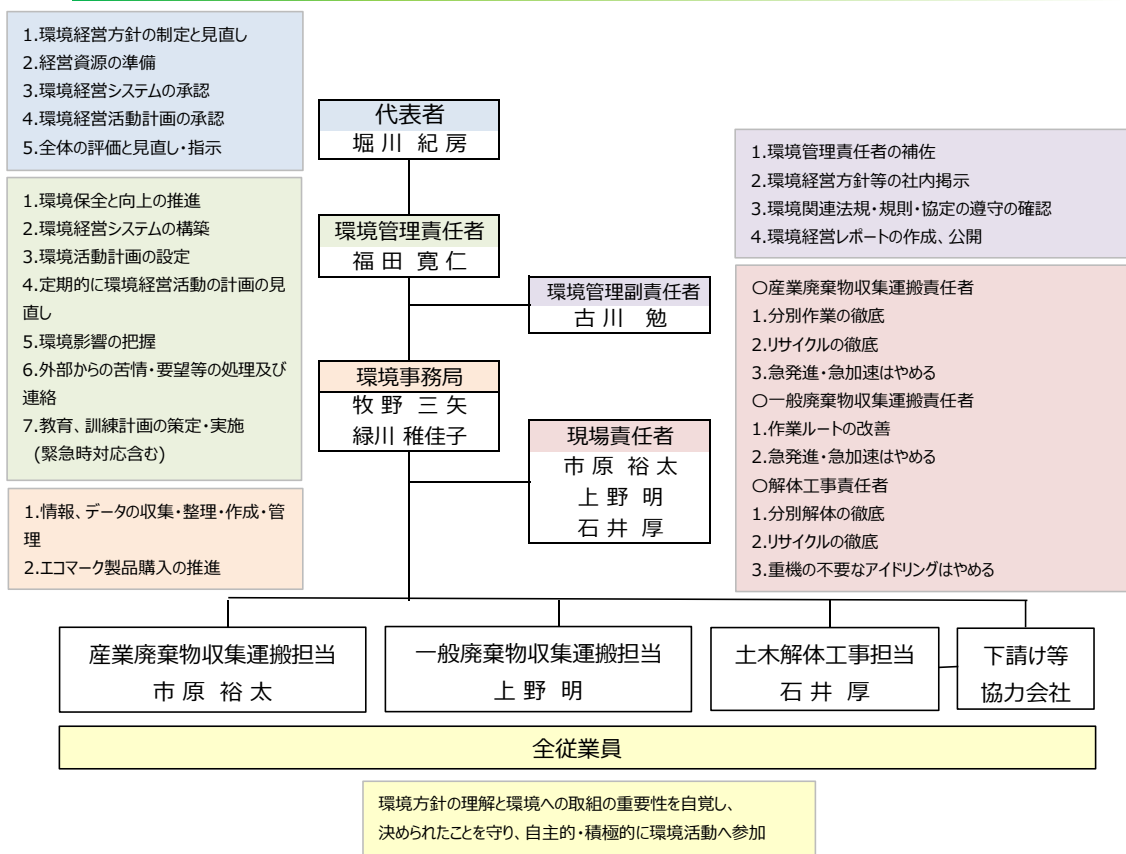 1.環境経営方針の制定と見直し
2.経営資源の準備
3.環境経営システムの承認
4.環境経営活動計画の承認
5.全体の評価と見直し・指示
代表者
堀川 紀房
1.環境管理責任者の補佐
2.環境経営方針等の社内掲示
3.環境関連法規・規則・協定の遵守の確認
4.環境経営レポートの作成、公開
1.環境保全と向上の推進
2.環境経営システムの構築
3.環境活動計画の設定
4.定期的に環境経営活動の計画の見
直し
5.環境影響の把握
6.外部からの苦情・要望等の処理及び
連絡
7.教育、訓練計画の策定・実施
(緊急時対応含む)
環境管理責任者
福田 寛仁
環境管理副責任者
古川 勉
〇産業廃棄物収集運搬責任者
1.分別作業の徹底
2.リサイクルの徹底
3.急発進・急加速はやめる
〇一般廃棄物収集運搬責任者
1.作業ルートの改善
2.急発進・急加速はやめる
〇解体工事責任者
1.分別解体の徹底
2.リサイクルの徹底
3.重機の不要なアイドリングはやめる
環境事務局
牧野 三矢
緑川 稚佳子
現場責任者
市原 裕太
上野 明
石井 厚
1.情報、データの収集・整理・作成・管
理
2.エコマーク製品購入の推進
産業廃棄物収集運搬担当
市原 裕太
一般廃棄物収集運搬担当
上野 明
土木解体工事担当
石井 厚
下請け等
協力会社
全従業員
環境方針の理解と環境への取組の重要性を自覚し、
決められたことを守り、自主的・積極的に環境活動へ参加